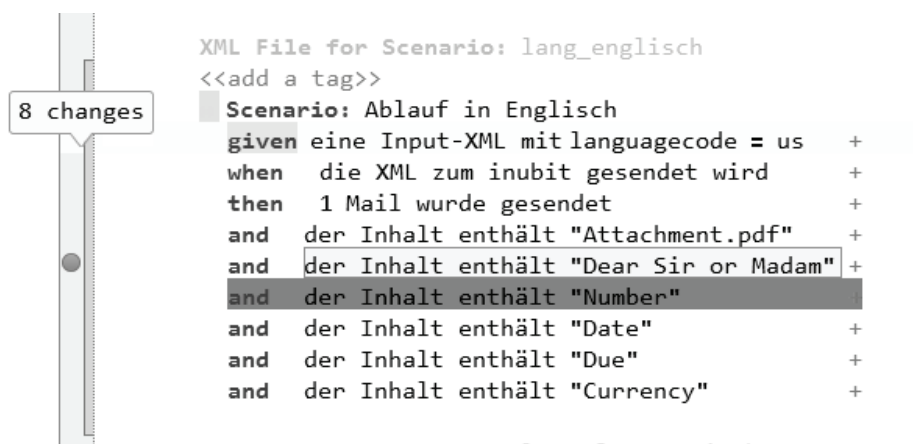 XML File for Scenario: lang_englisch
<<add a tag>>
Scenario: Ablauf in Englisch
8 changes
given eine Input-XML mit languagecode = us +
when die XML zum inubit gesendet wird +
then 1 Mail wurde gesendet +
and der Inhalt enthält "Attachment.pdf" +
and der Inhalt enthält "Dear Sir or Madam" +
and der Inhalt enthält "Number" +
and der Inhalt enthält "Date" +
and der Inhalt enthält "Due" +
and der Inhalt enthält "Currency" +